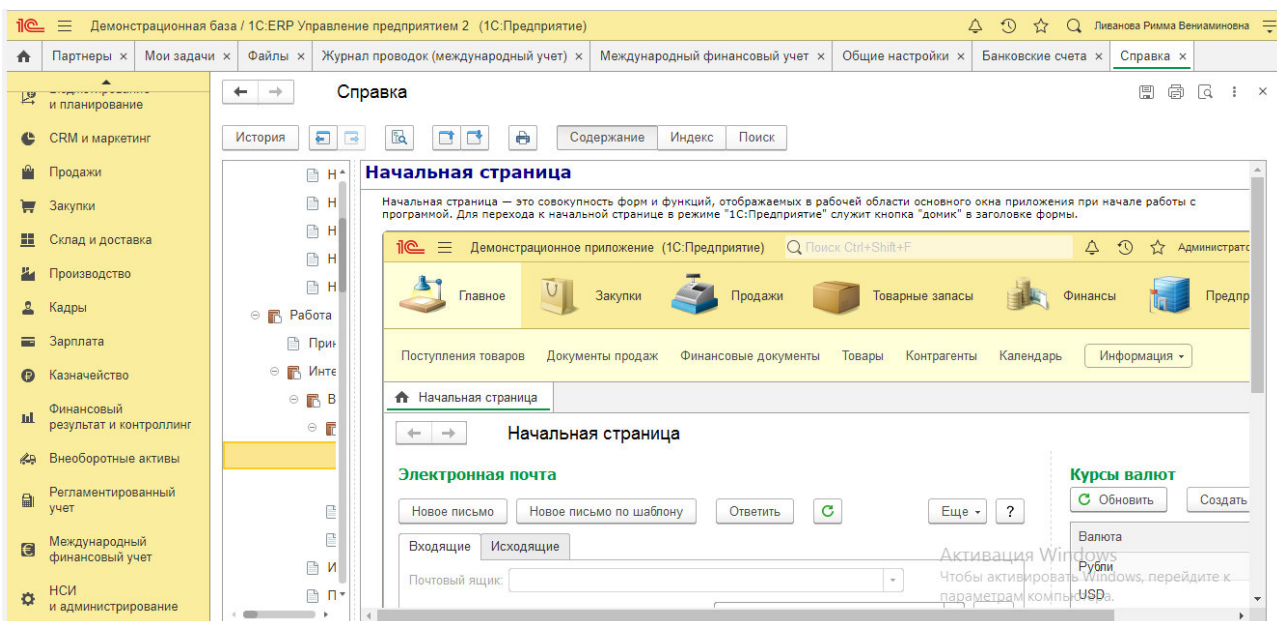 1С Демонстрационная база / 1С:ERP Управление предприятием 2 (1С:Предприятие) Ливанова Римма Вениаминовна
Партнеры × Мои задачи × Файлы × Журнал проводок (международный учет) × Международный финансовый учет × Общие настройки × Банковские счета × Справка ×
и планирование
CRM и маркетинг
Продажи
Закупки
Склад и доставка
Производство
Кадры
Зарплата
Казначейство
Финансовый
результат и контроллинг
Внеоборотные активы
Регламентированный
учет
Международный
финансовый учет
НСИ
и администрирование
Справка
История Содержание Индекс Поиск
Н
Н
Н
Н
Н
Работа
При
Инте
В
И
П
Начальная страница
Начальная страница — это совокупность форм и функций, отображаемых в рабочей области основного окна приложения при начале работы с
программой. Для перехода к начальной странице в режиме "1С:Предприятие" служит кнопка "домик" в заголовке формы.
1С Демонстрационное приложение (1С:Предприятие) Поиск Ctrl+Shift+F Администратс
Главное Закупки Продажи Товарные запасы Финансы Предпр
Поступления товаров Документы продаж Финансовые документы Товары Контрагенты Календарь Информация
Начальная страница
Начальная страница
Электронная почта
Новое письмо Новое письмо по шаблону Ответить Еще ?
Входящие Исходящие
Почтовый ящик:
Курсы валют
Обновить Создать
Валюта
Рубли
USD
Активация Windows
Чтобы активировать Windows, перейдите к
параметрам компьютера.